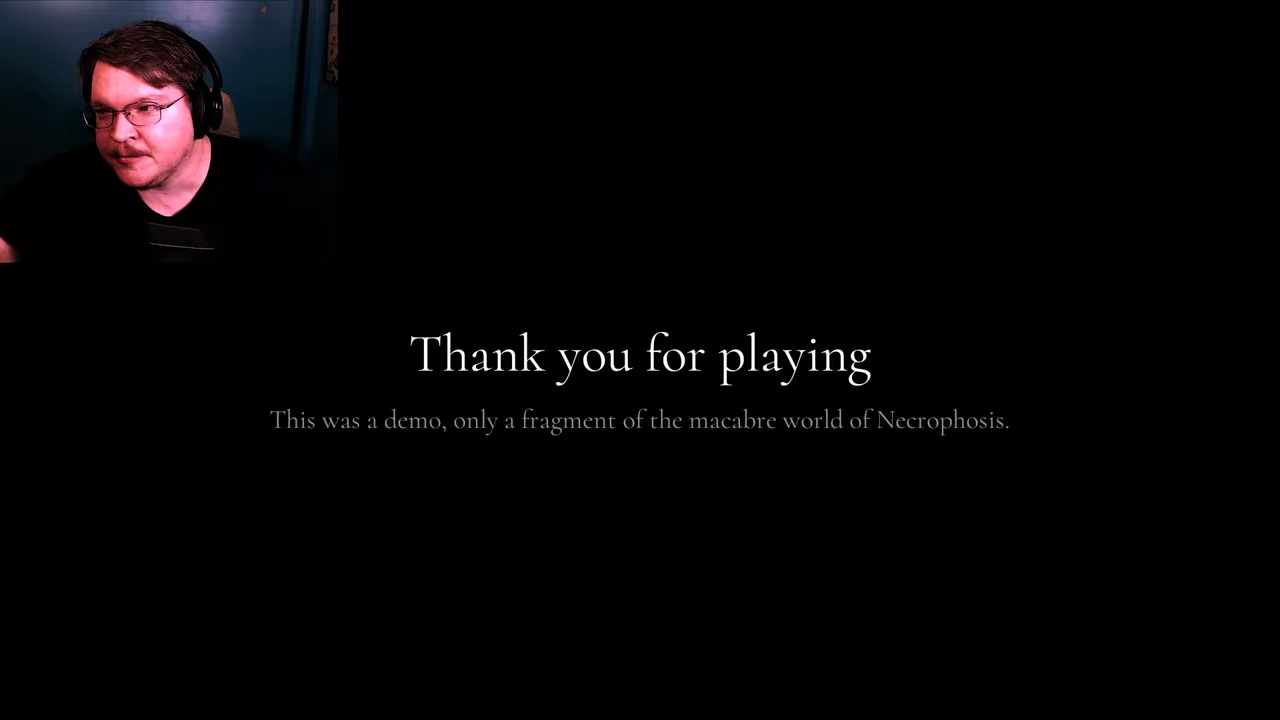 Thank you for playing
This was a demo, only a fragment of the macabre world of Necrophosis.